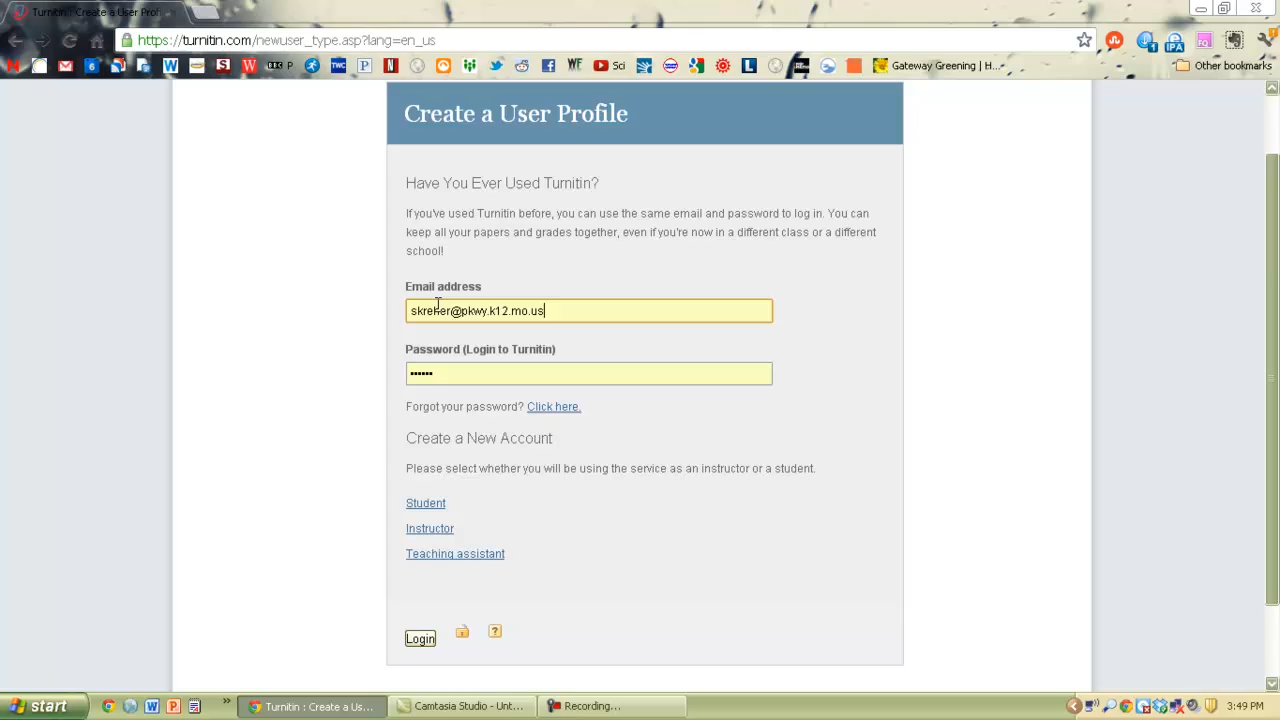 Turnitin : Create a User Prof
https://turnitin.com/newuser_type.asp?lang=en_us
Sci
Gateway Greening | H...
Other bookmarks
Create a User Profile
Have You Ever Used Turnitin?
If you've used Turnitin before, you can use the same email and password to log in. You can
keep all your papers and grades together, even if you're now in a different class or a different
school!
Email address
skreher@pkwy.k12.mo.us
Password (Login to Turnitin)
••••••
Forgot your password? Click here.
Create a New Account
Please select whether you will be using the service as an instructor or a student.
Student
Instructor
Teaching assistant
Login
start
Turnitin : Create a Us...
Camtasia Studio - Unt...
Recording...
3:49 PM